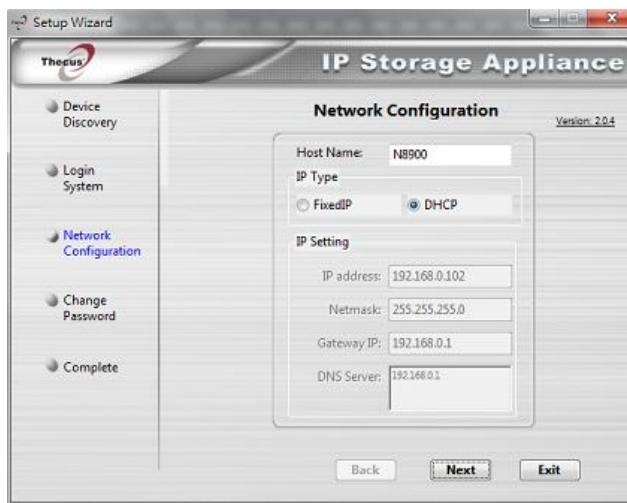 Setup Wizard
Thecus
IP Storage Appliance
Device
Discovery
Login
System
Network
Configuration
Change
Password
Complete
Network Configuration
Version: 2.0.4
Host Name: N8900
IP Type
FixedIP DHCP
IP Setting
IP address: 192.168.0.102
Netmask: 255.255.255.0
Gateway IP: 192.168.0.1
DNS Server: 192.168.0.1
Back Next Exit